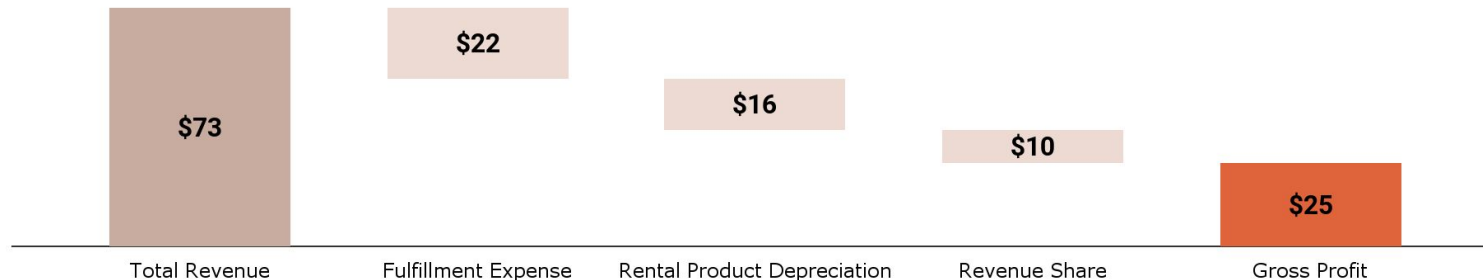 $73
$22
$16
$10
$25
Total Revenue
Fulfillment Expense
Rental Product Depreciation
Revenue Share
Gross Profit